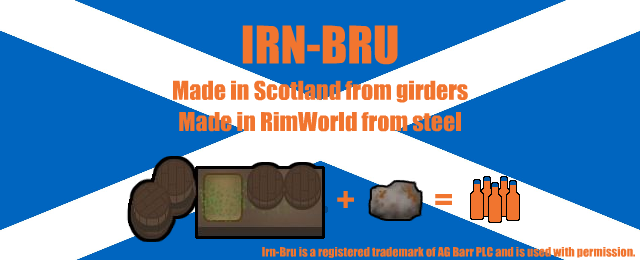 IRN-BRU
Made in Scotland from girders
Made in RimWorld from steel
+ =
Irn-Bru is a registered trademark of AG Barr PLC and is used with permission.